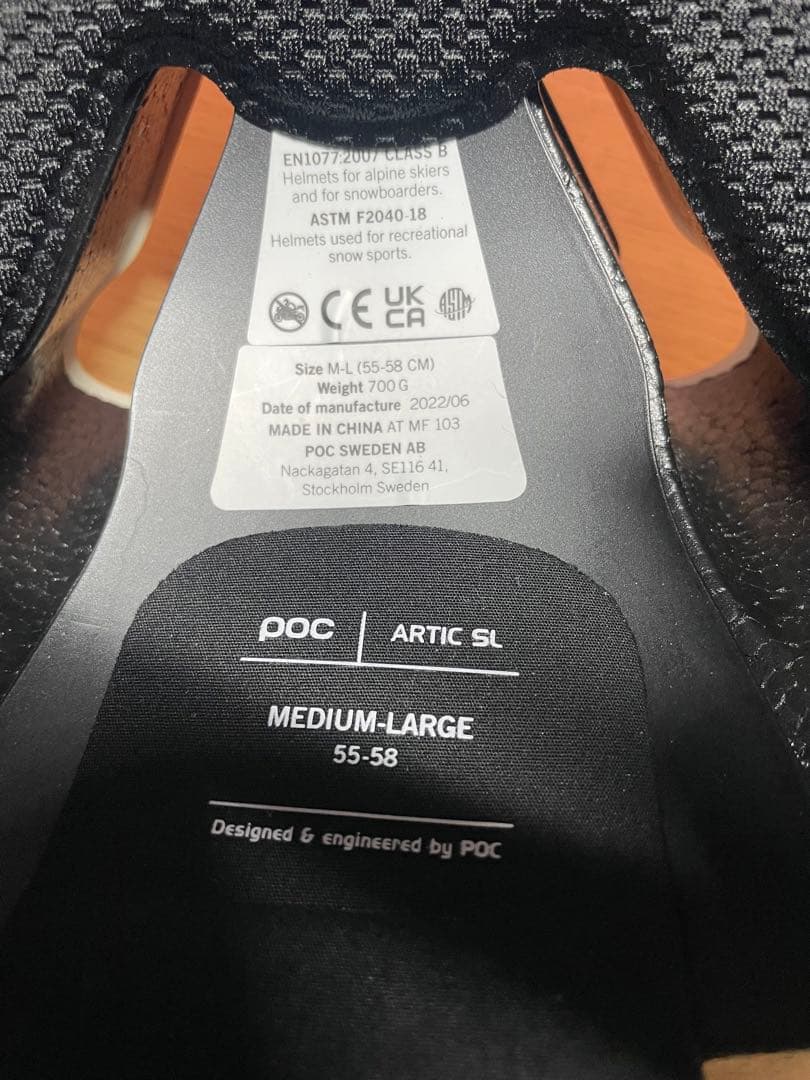 EN1077:2007 CLASS B
Helmets for alpine skiers
and for snowboarders.
ASTM F2040-18
Helmets used for recreational
snow sports.
CE UK CA ASTM
Size M-L (55-58 CM)
Weight 700 G
Date of manufacture 2022/06
MADE IN CHINA AT MF 103
POC SWEDEN AB
Nackagatan 4, SE116 41,
Stockholm Sweden
POC | ARTIC SL
MEDIUM-LARGE
55-58
Designed & engineered by POC